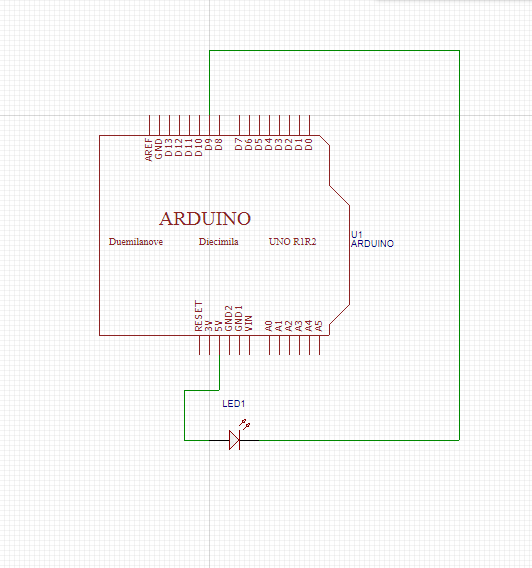 AREF
GND
D13
D12
D11
D10
D9
D8
D7
D6
D5
D4
D3
D2
D1
D0
ARDUINO
Duemilanove Diecimila UNO R1R2
U1
ARDUINO
RESET
3V
5V
GND2
GND1
VIN
A0
A1
A2
A3
A4
A5
LED1